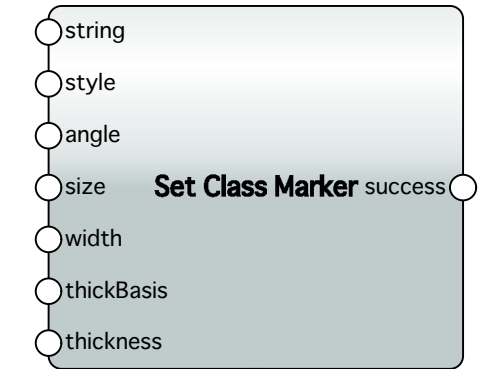 string
style
angle
size Set Class Marker success
width
thickBasis
thickness